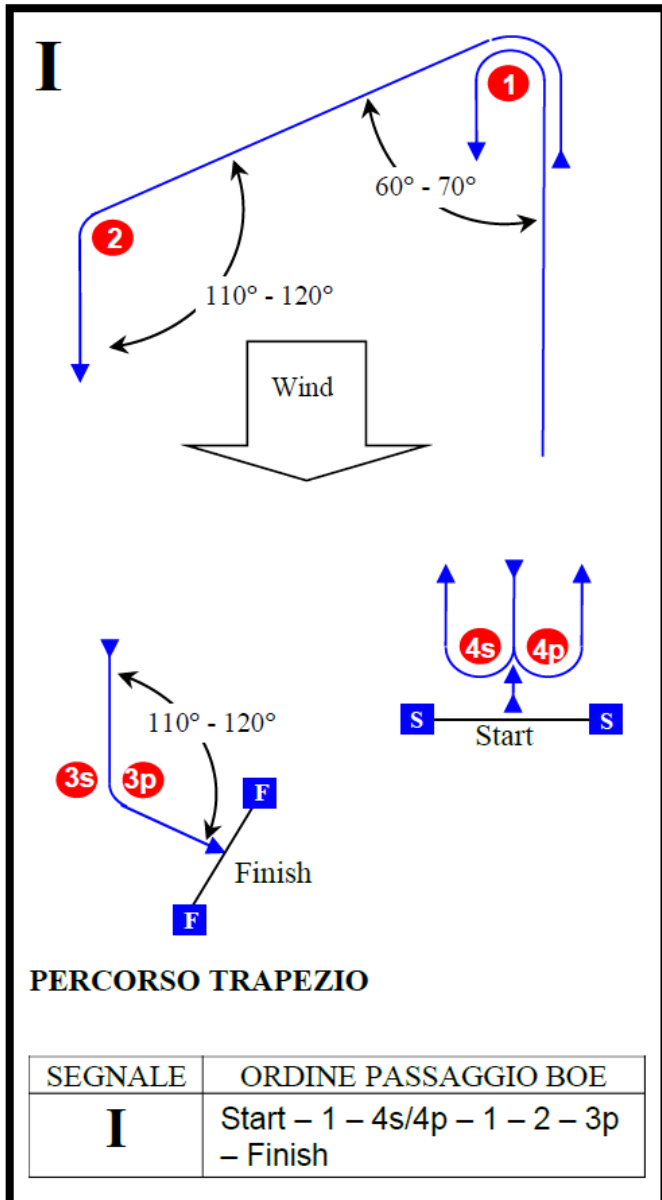 I
1
60° - 70°
2
110° - 120°
Wind
4s 4p
S S
Start
110° - 120°
3s 3p
F
Finish
F
PERCORSO TRAPEZIO
SEGNALE ORDINE PASSAGGIO BOE
I Start – 1 – 4s/4p – 1 – 2 – 3p
– Finish